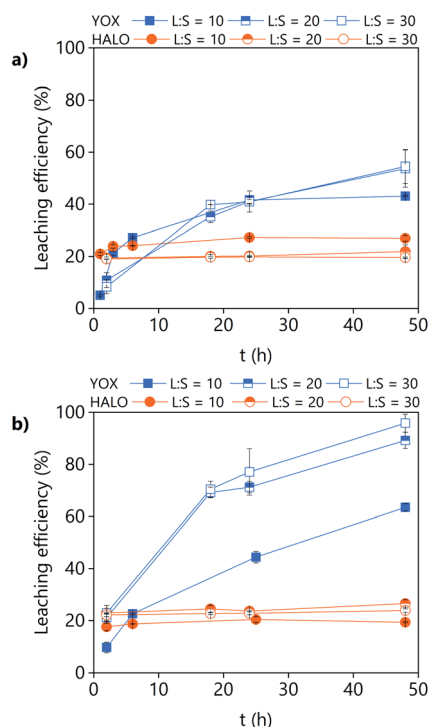 YOX L:S = 10 L:S = 20 L:S = 30
HALO L:S = 10 L:S = 20 L:S = 30
a)
100
80
60
40
20
0
Leaching efficiency (%)
0 10 20 30 40 50
t (h)
YOX L:S = 10 L:S = 20 L:S = 30
HALO L:S = 10 L:S = 20 L:S = 30
b)
100
80
60
40
20
0
Leaching efficiency (%)
0 10 20 30 40 50
t (h)